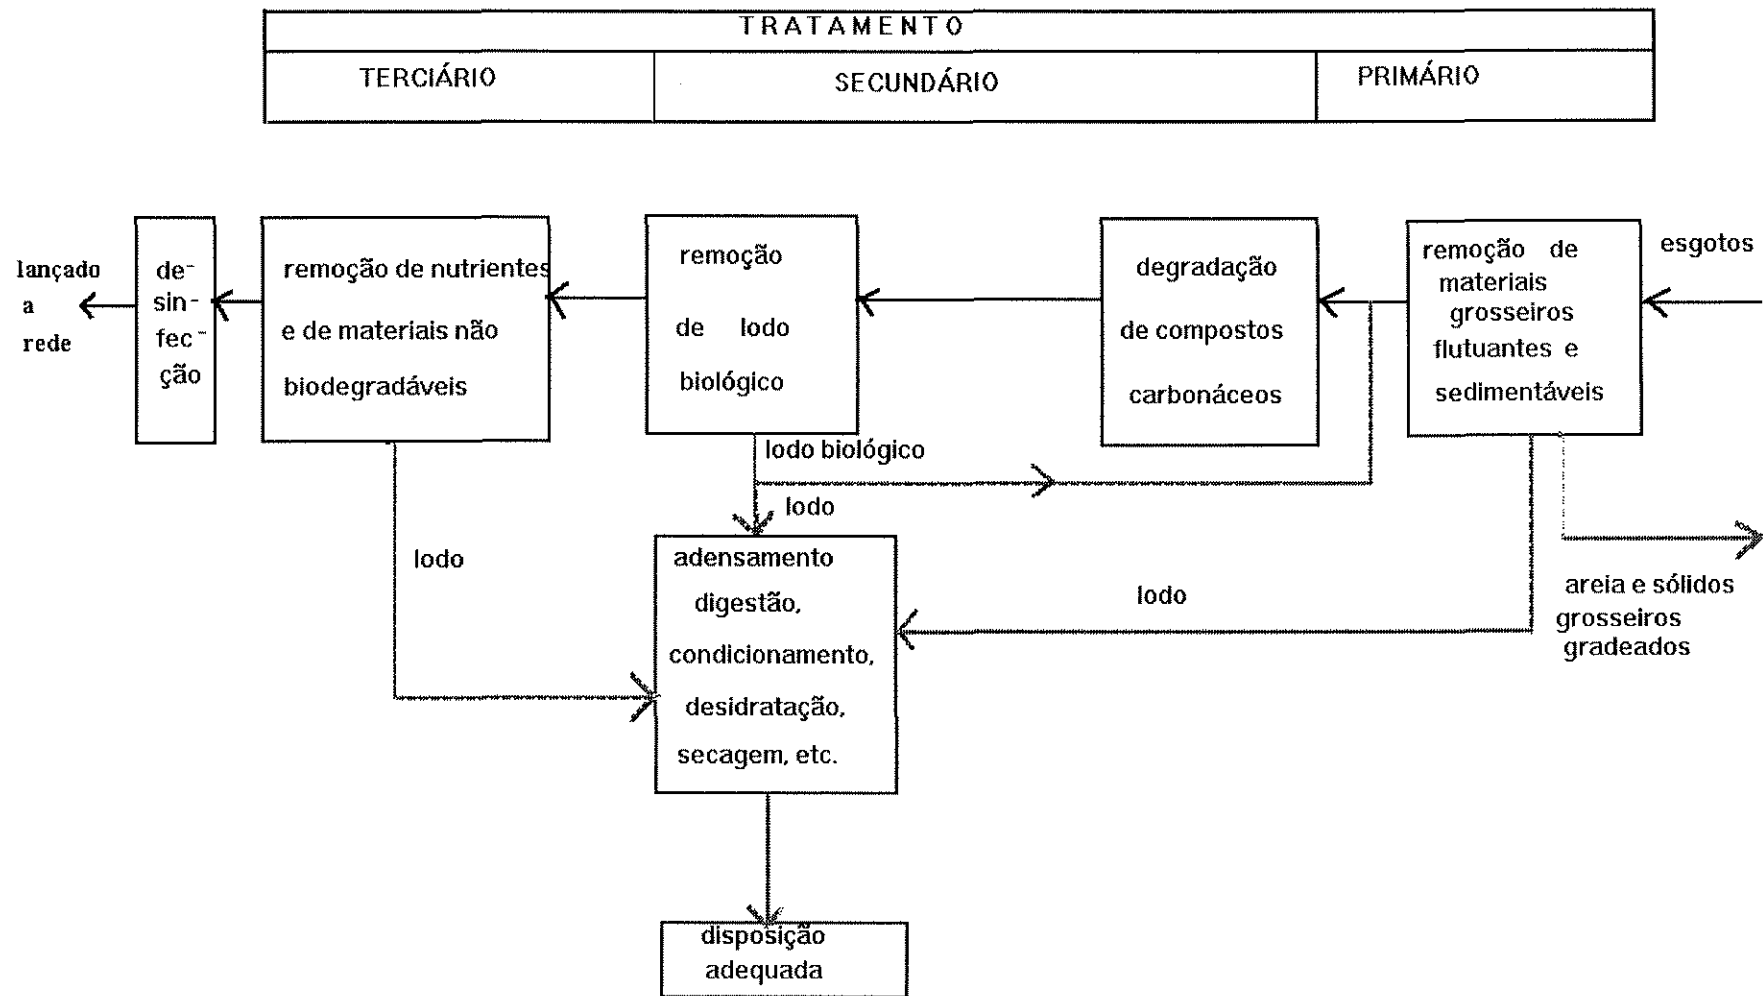 TRATAMENTO
TERCIÁRIO
SECUNDÁRIO
PRIMÁRIO
lançado
a
rede
de-
sin-
fec-
ção
remoção de nutrientes
e de materiais não
biodegradáveis
remoção
de lodo
biológico
degradação
de compostos
carbonáceos
remoção de
materiais
grosseiros
flutuantes e
sedimentáveis
esgotos
lodo biológico
lodo
lodo
adensamento
digestão,
condicionamento,
desidratação,
secagem, etc.
lodo
areia e sólidos
grosseiros
gradeados
disposição
adequada